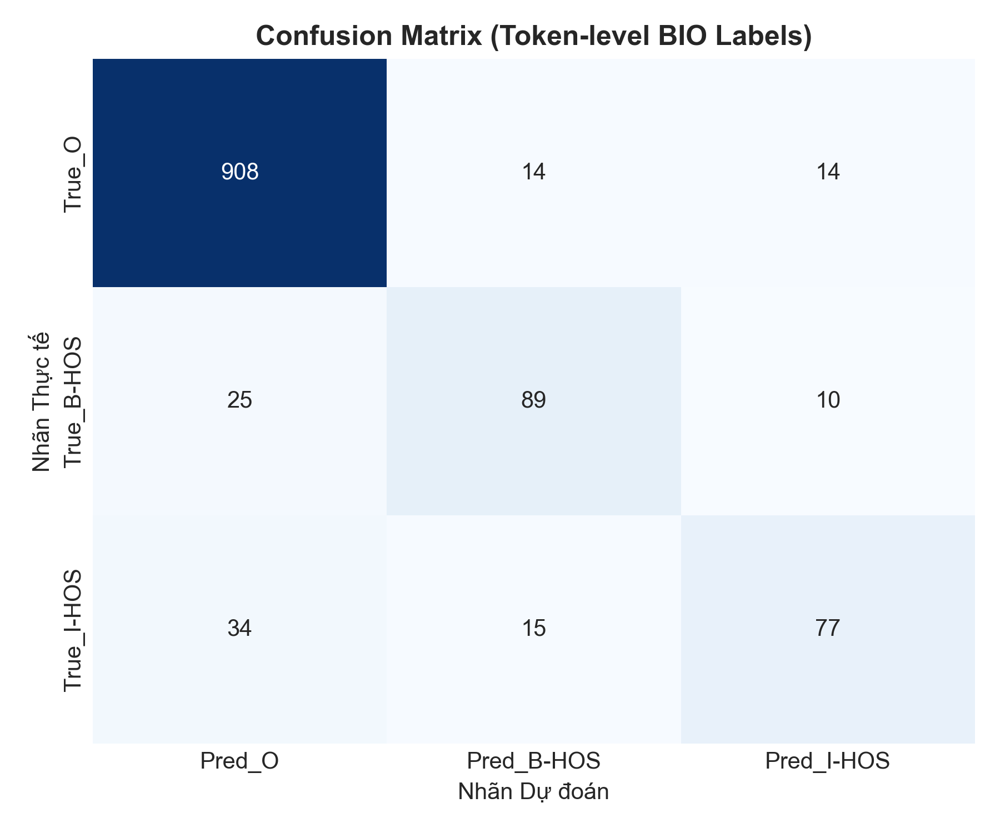 Confusion Matrix (Token-level BIO Labels)
Nhãn Thực tế
True_O
908 14 14
True_B-HOS
25 89 10
True_I-HOS
34 15 77
Pred_O Pred_B-HOS Pred_I-HOS
Nhãn Dự đoán